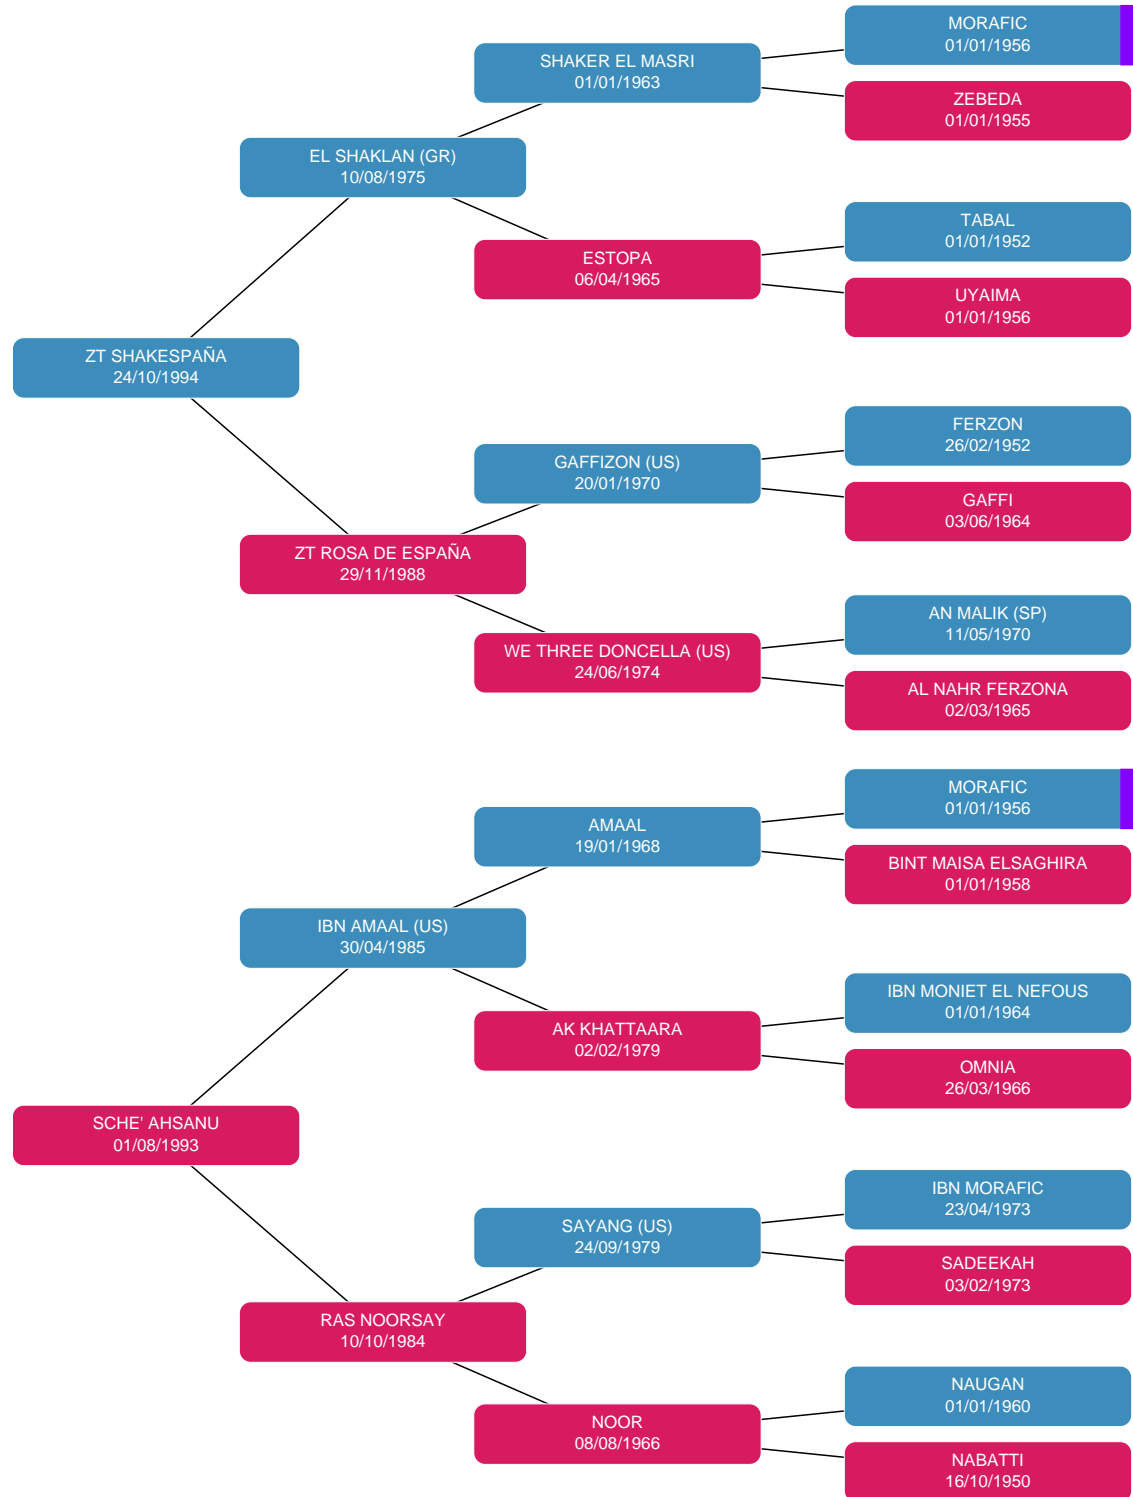 MORAFIC
01/01/1956
SHAKER EL MASRI
01/01/1963
ZEBEDA
01/01/1955
EL SHAKLAN (GR)
10/08/1975
TABAL
01/01/1952
ESTOPA
06/04/1965
UYAIMA
01/01/1956
ZT SHAKESPAÑA
24/10/1994
FERZON
26/02/1952
GAFFIZON (US)
20/01/1970
GAFFI
03/06/1964
ZT ROSA DE ESPAÑA
29/11/1988
AN MALIK (SP)
11/05/1970
WE THREE DONCELLA (US)
24/06/1974
AL NAHR FERZONA
02/03/1965
MORAFIC
01/01/1956
AMAAL
19/01/1968
BINT MAISA ELSAGHIRA
01/01/1958
IBN AMAAL (US)
30/04/1985
IBN MONIET EL NEFOUS
01/01/1964
AK KHATTAARA
02/02/1979
OMNIA
26/03/1966
SCHE' AHSANU
01/08/1993
IBN MORAFIC
23/04/1973
SAYANG (US)
24/09/1979
SADEEKAH
03/02/1973
RAS NOORSAY
10/10/1984
NAUGAN
01/01/1960
NOOR
08/08/1966
NABATTI
16/10/1950